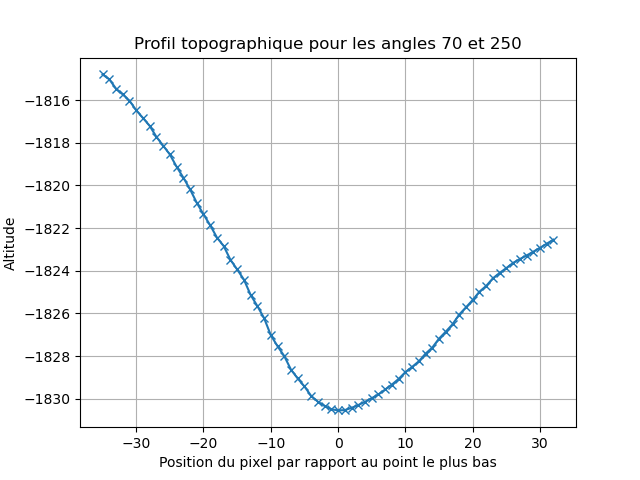 Profil topographique pour les angles 70 et 250
−1816
−1818
−1820
−1822
−1824
−1826
−1828
−1830
Altitude
−30 −20 −10 0 10 20 30
Position du pixel par rapport au point le plus bas